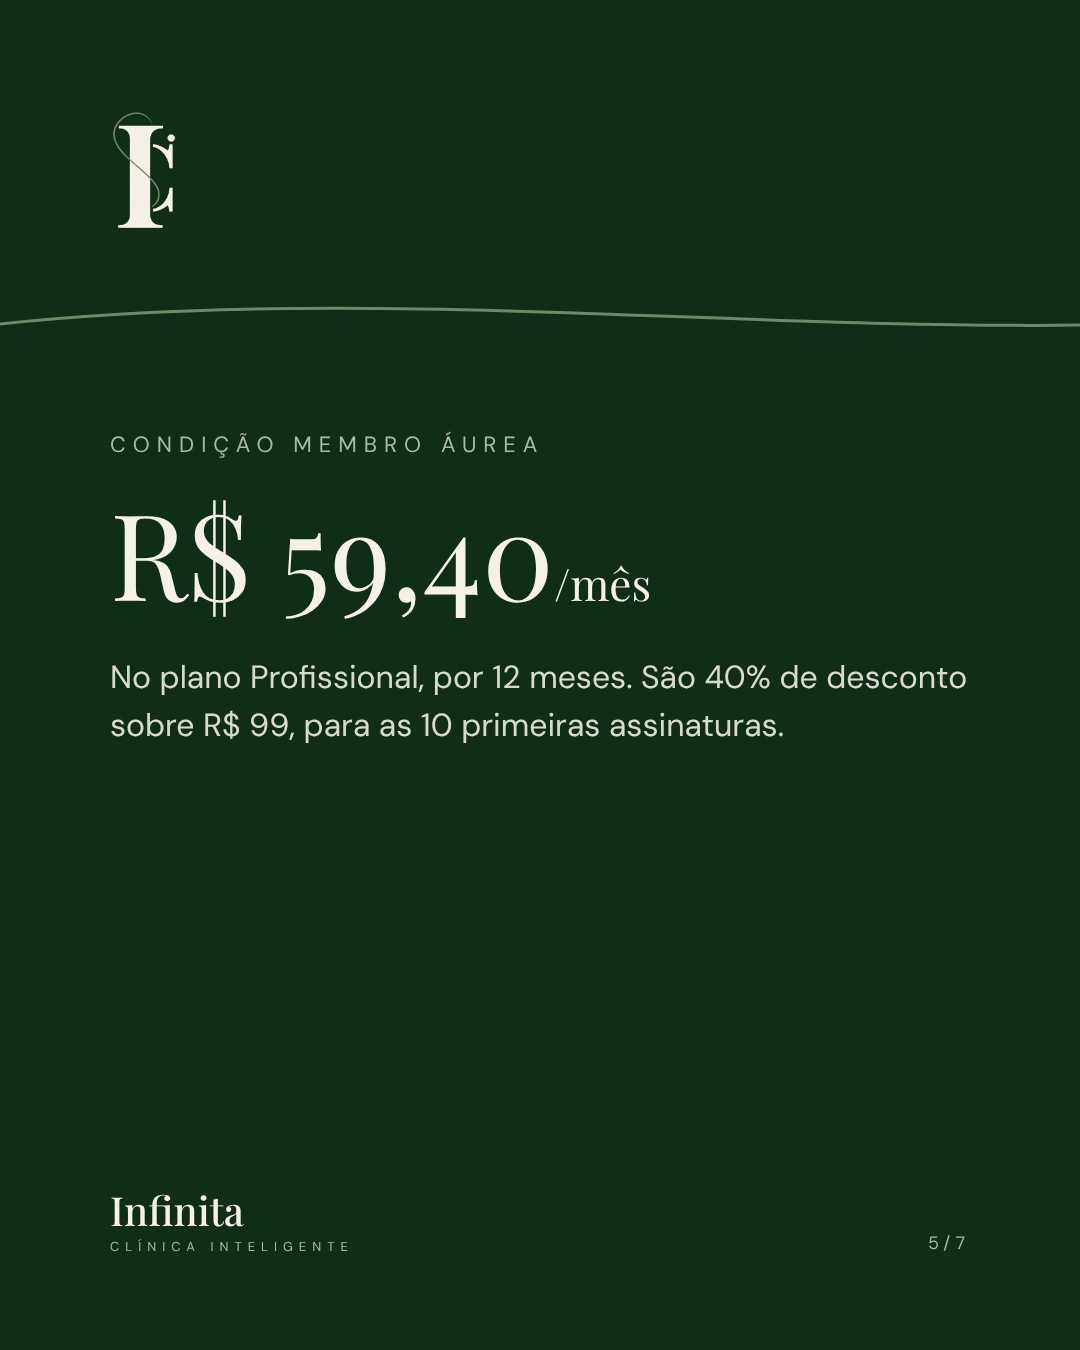 CONDIÇÃO MEMBRO ÁUREA
R$ 59,40/mês
No plano Profissional, por 12 meses. São 40% de desconto
sobre R$ 99, para as 10 primeiras assinaturas.
Infinita
CLÍNICA INTELIGENTE
5/7